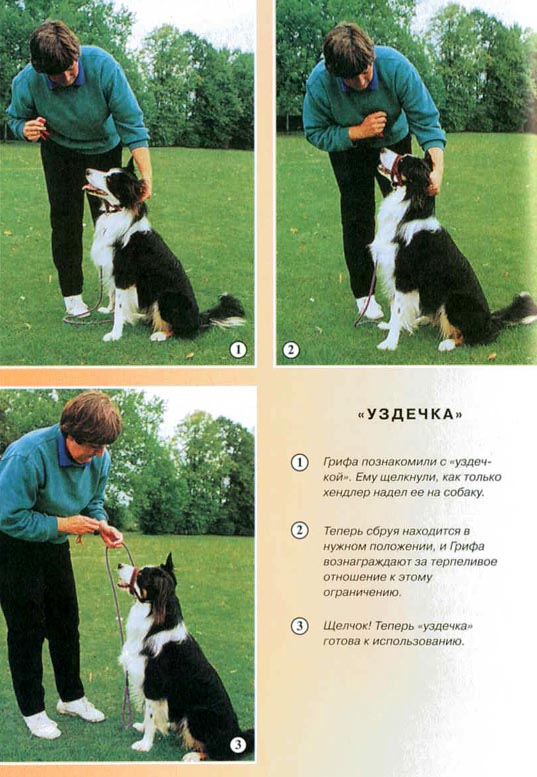 1
2
«УЗДЕЧКА»
1 Грифа познакомили с «уздеч-
кой». Ему щелкнули, как только
хендлер надел ее на собаку.
2 Теперь сбруя находится в
нужном положении, и Грифа
вознаграждают за терпеливое
отношение к этому
ограничению.
3 Щелчок! Теперь «уздечка»
готова к использованию.
3